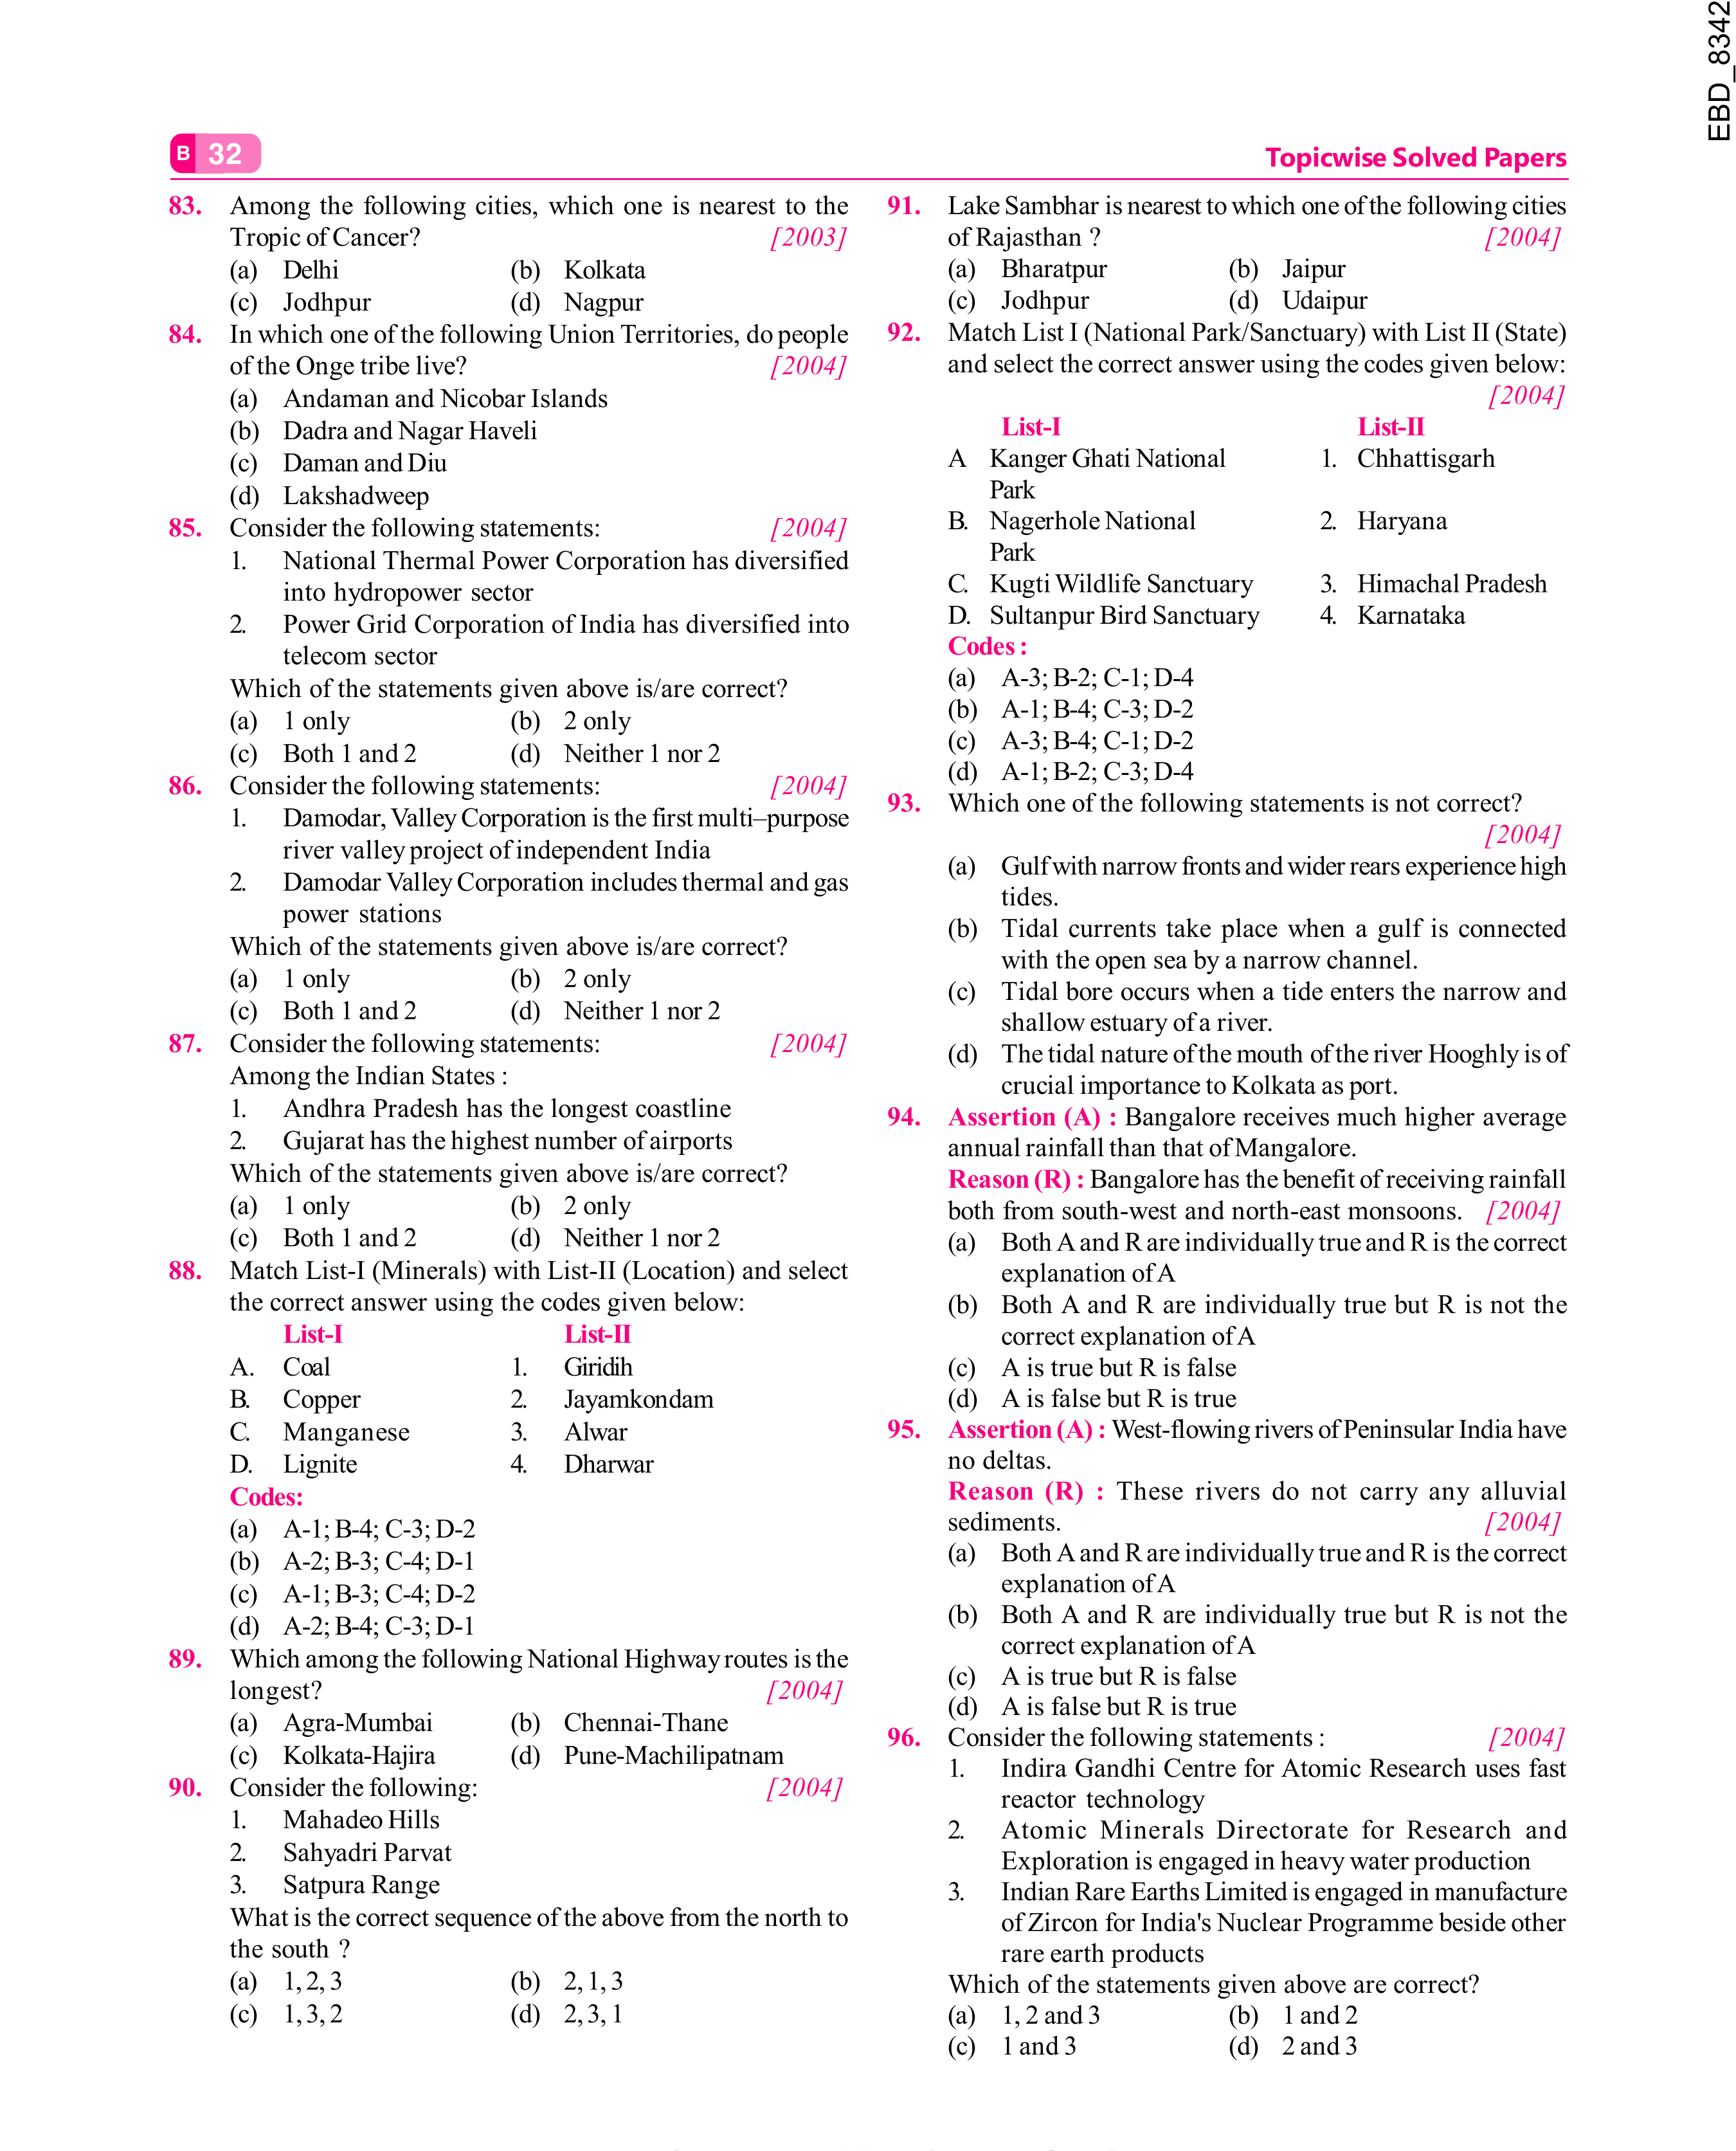 EBD_8342
B 32
Topicwise Solved Papers
83. Among the following cities, which one is nearest to the
Tropic of Cancer? [2003]
(a) Delhi (b) Kolkata
(c) Jodhpur (d) Nagpur
84. In which one of the following Union Territories, do people
of the Onge tribe live? [2004]
(a) Andaman and Nicobar Islands
(b) Dadra and Nagar Haveli
(c) Daman and Diu
(d) Lakshadweep
85. Consider the following statements: [2004]
1. National Thermal Power Corporation has diversified
into hydropower sector
2. Power Grid Corporation of India has diversified into
telecom sector
Which of the statements given above is/are correct?
(a) 1 only (b) 2 only
(c) Both 1 and 2 (d) Neither 1 nor 2
86. Consider the following statements: [2004]
1. Damodar, Valley Corporation is the first multi–purpose
river valley project of independent India
2. Damodar Valley Corporation includes thermal and gas
power stations
Which of the statements given above is/are correct?
(a) 1 only (b) 2 only
(c) Both 1 and 2 (d) Neither 1 nor 2
87. Consider the following statements: [2004]
Among the Indian States :
1. Andhra Pradesh has the longest coastline
2. Gujarat has the highest number of airports
Which of the statements given above is/are correct?
(a) 1 only (b) 2 only
(c) Both 1 and 2 (d) Neither 1 nor 2
88. Match List-I (Minerals) with List-II (Location) and select
the correct answer using the codes given below:
List-I List-II
A. Coal 1. Giridih
B. Copper 2. Jayamkondam
C. Manganese 3. Alwar
D. Lignite 4. Dharwar
Codes:
(a) A-1; B-4; C-3; D-2
(b) A-2; B-3; C-4; D-1
(c) A-1; B-3; C-4; D-2
(d) A-2; B-4; C-3; D-1
89. Which among the following National Highway routes is the
longest? [2004]
(a) Agra-Mumbai (b) Chennai-Thane
(c) Kolkata-Hajira (d) Pune-Machilipatnam
90. Consider the following: [2004]
1. Mahadeo Hills
2. Sahyadri Parvat
3. Satpura Range
What is the correct sequence of the above from the north to
the south ?
(a) 1, 2, 3 (b) 2, 1, 3
(c) 1, 3, 2 (d) 2, 3, 1
91. Lake Sambhar is nearest to which one of the following cities
of Rajasthan ? [2004]
(a) Bharatpur (b) Jaipur
(c) Jodhpur (d) Udaipur
92. Match List I (National Park/Sanctuary) with List II (State)
and select the correct answer using the codes given below:
[2004]
List-I List-II
A Kanger Ghati National 1. Chhattisgarh
Park
B. Nagerhole National 2. Haryana
Park
C. Kugti Wildlife Sanctuary 3. Himachal Pradesh
D. Sultanpur Bird Sanctuary 4. Karnataka
Codes :
(a) A-3; B-2; C-1; D-4
(b) A-1; B-4; C-3; D-2
(c) A-3; B-4; C-1; D-2
(d) A-1; B-2; C-3; D-4
93. Which one of the following statements is not correct?
[2004]
(a) Gulf with narrow fronts and wider rears experience high
tides.
(b) Tidal currents take place when a gulf is connected
with the open sea by a narrow channel.
(c) Tidal bore occurs when a tide enters the narrow and
shallow estuary of a river.
(d) The tidal nature of the mouth of the river Hooghly is of
crucial importance to Kolkata as port.
94. Assertion (A) : Bangalore receives much higher average
annual rainfall than that of Mangalore.
Reason (R) : Bangalore has the benefit of receiving rainfall
both from south-west and north-east monsoons. [2004]
(a) Both A and R are individually true and R is the correct
explanation of A
(b) Both A and R are individually true but R is not the
correct explanation of A
(c) A is true but R is false
(d) A is false but R is true
95. Assertion (A) : West-flowing rivers of Peninsular India have
no deltas.
Reason (R) : These rivers do not carry any alluvial
sediments. [2004]
(a) Both A and R are individually true and R is the correct
explanation of A
(b) Both A and R are individually true but R is not the
correct explanation of A
(c) A is true but R is false
(d) A is false but R is true
96. Consider the following statements : [2004]
1. Indira Gandhi Centre for Atomic Research uses fast
reactor technology
2. Atomic Minerals Directorate for Research and
Exploration is engaged in heavy water production
3. Indian Rare Earths Limited is engaged in manufacture
of Zircon for India's Nuclear Programme beside other
rare earth products
Which of the statements given above are correct?
(a) 1, 2 and 3 (b) 1 and 2
(c) 1 and 3 (d) 2 and 3